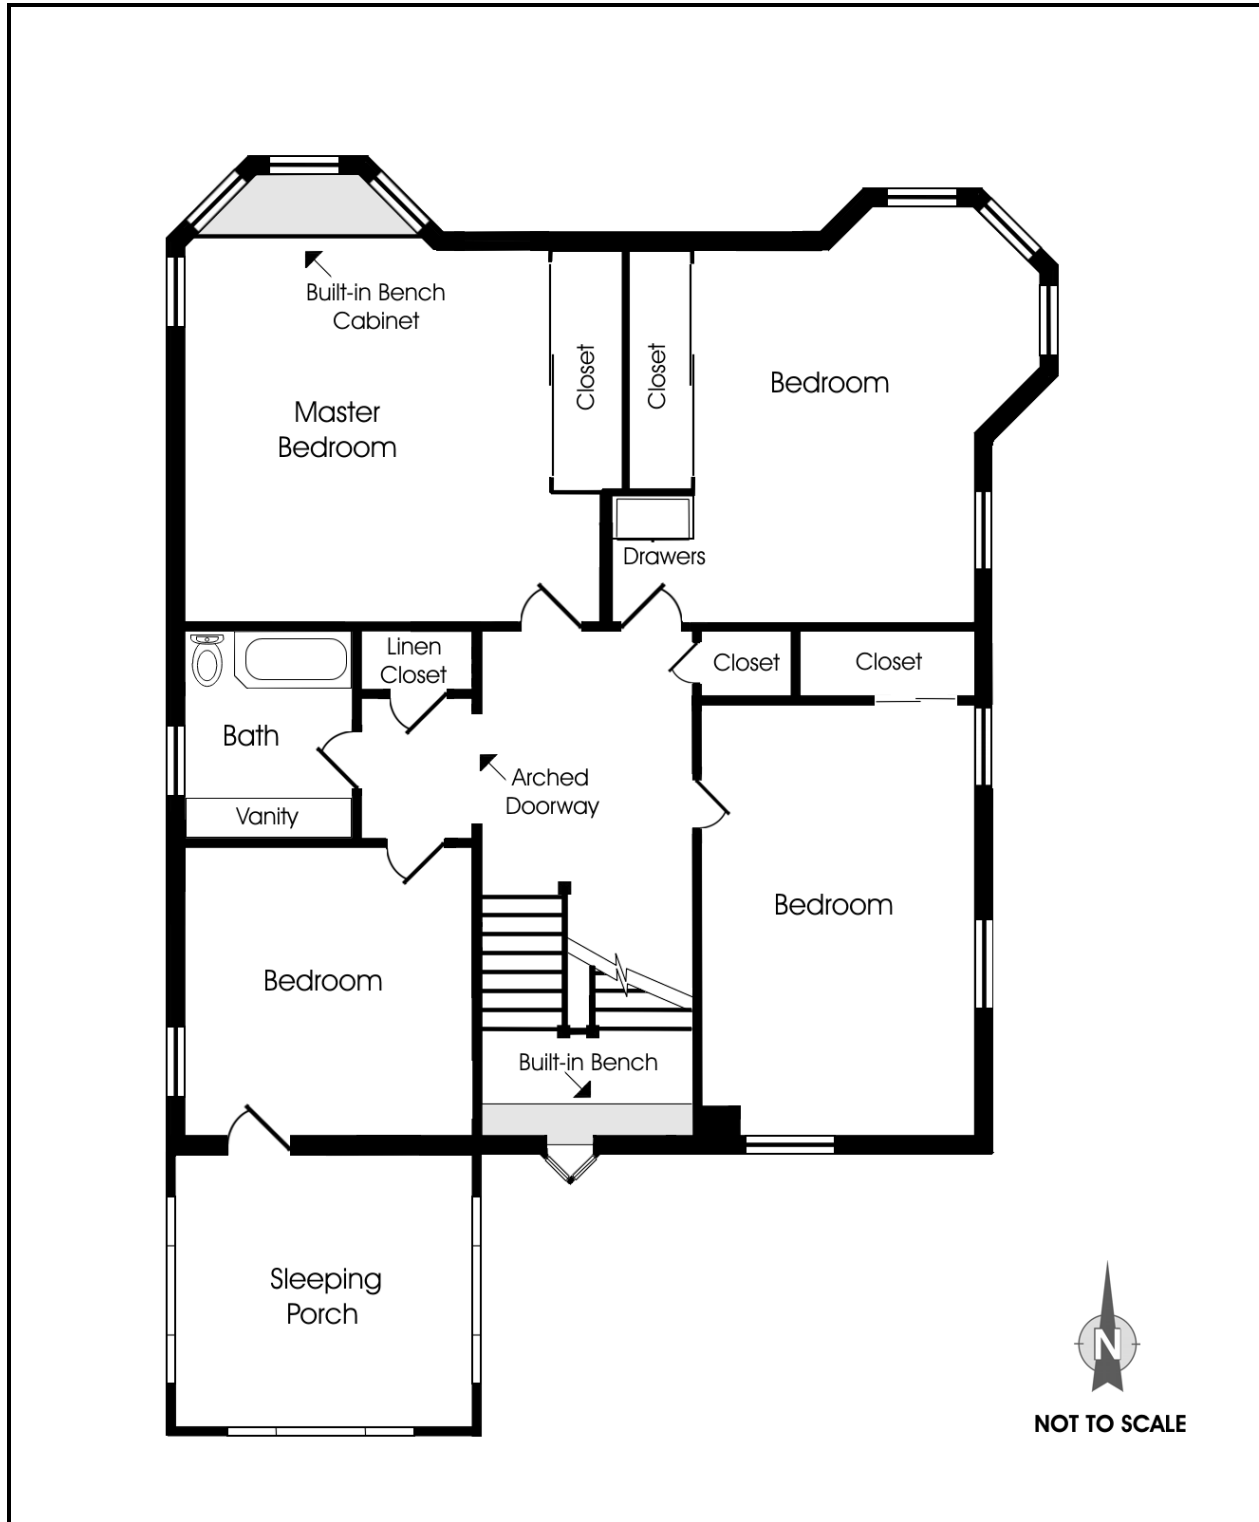 Built-in Bench
Cabinet
Closet
Closet
Bedroom
Master
Bedroom
Drawers
Linen
Closet
Closet
Closet
Bath
Arched
Doorway
Vanity
Bedroom
Bedroom
Built-in Bench
Sleeping
Porch
N
NOT TO SCALE